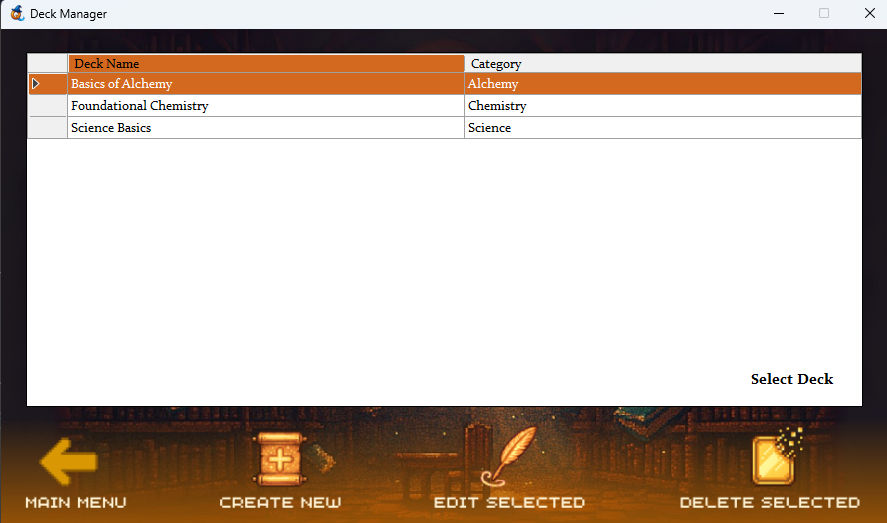 Deck Manager
Deck Name Category
Basics of Alchemy Alchemy
Foundational Chemistry Chemistry
Science Basics Science
Select Deck
MAIN MENU CREATE NEW EDIT SELECTED DELETE SELECTED